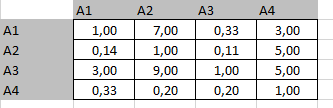 A1 A2 A3 A4
A1 1,00 7,00 0,33 3,00
A2 0,14 1,00 0,11 5,00
A3 3,00 9,00 1,00 5,00
A4 0,33 0,20 0,20 1,00